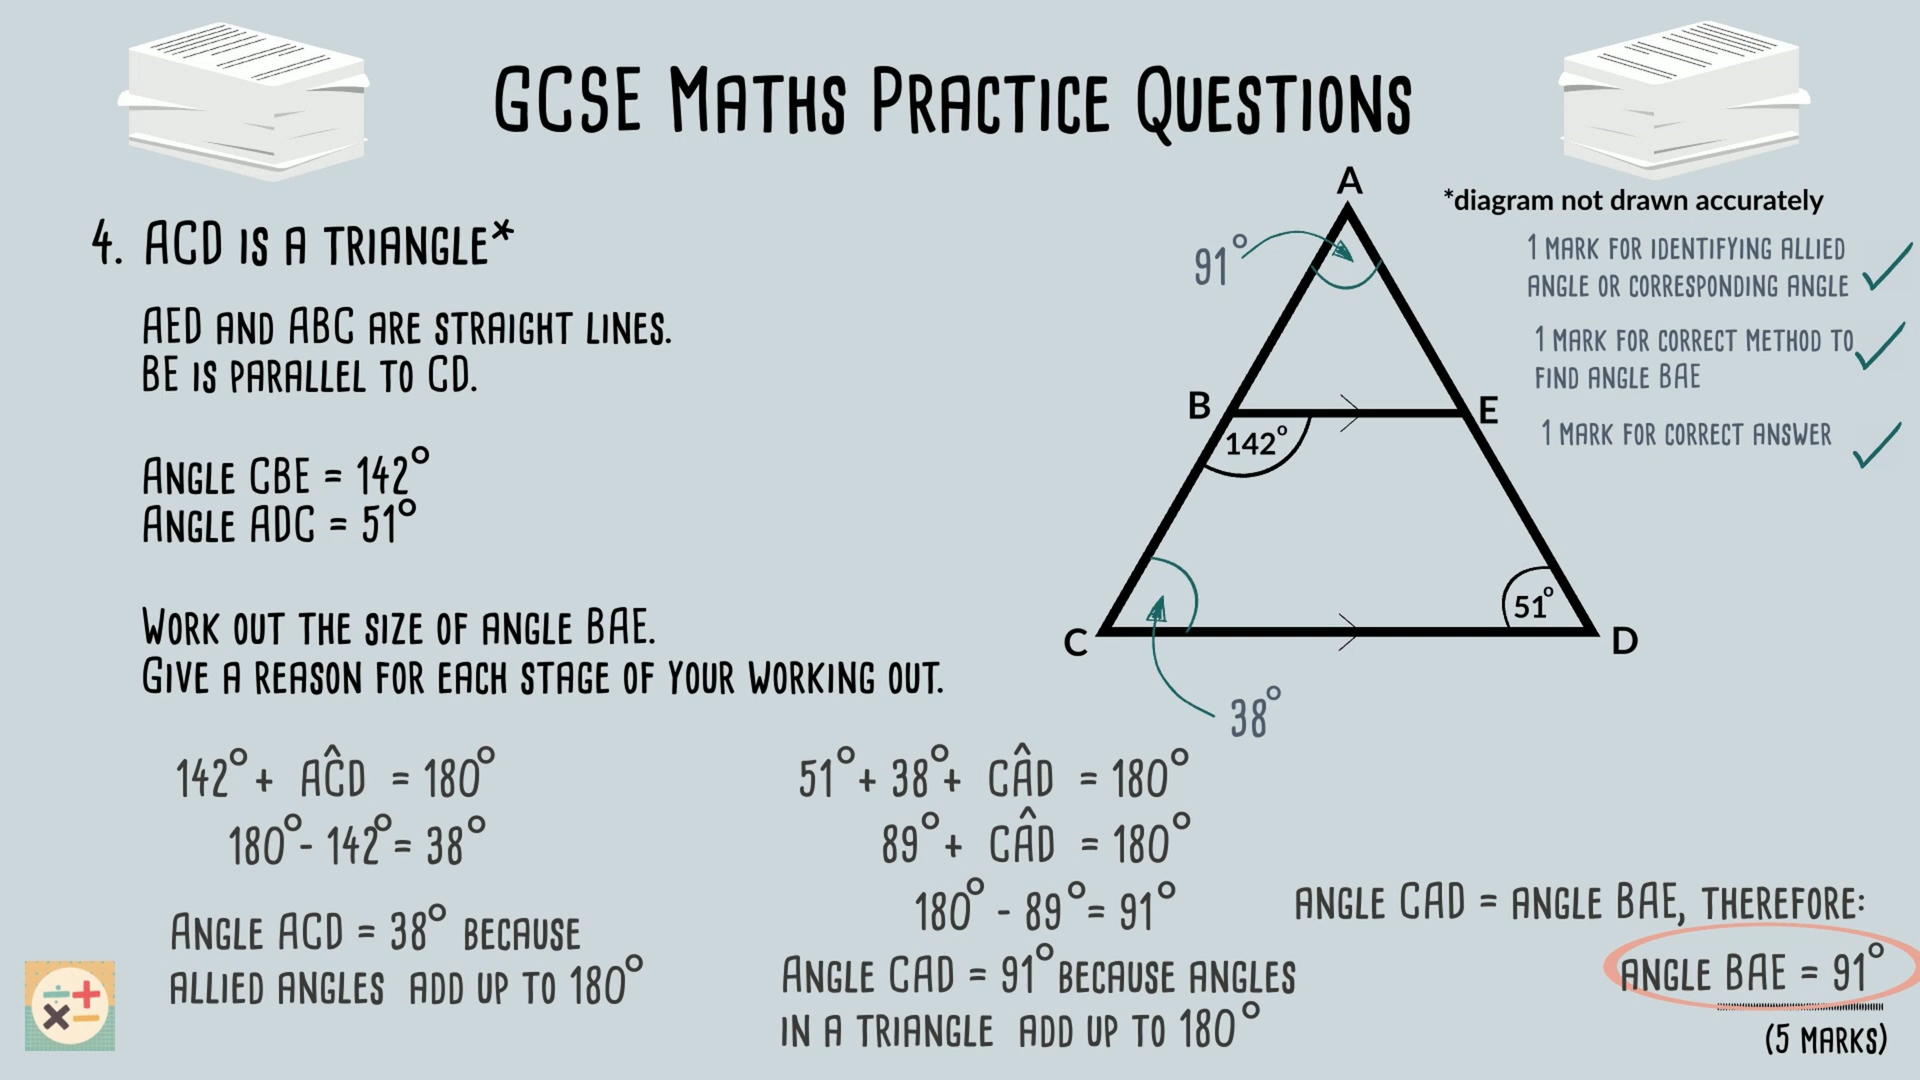 GCSE Maths Practice Questions
4. ACD is a triangle*
AED and ABC are straight lines.
BE is parallel to CD.
Angle CBE = 142°
Angle ADC = 51°
Work out the size of angle BAE.
Give a reason for each stage of your working out.
*diagram not drawn accurately
1 mark for identifying allied
angle or corresponding angle
1 mark for correct method to
find angle BAE
1 mark for correct answer
A
91°
B
E
142°
51°
C
D
38°
142° + AĈD = 180°
180° - 142° = 38°
Angle ACD = 38° because
allied angles add up to 180°
51° + 38° + CÂD = 180°
89° + CÂD = 180°
180° - 89° = 91°
Angle CAD = 91° because angles
in a triangle add up to 180°
angle CAD = angle BAE, therefore:
angle BAE = 91°
(5 marks)